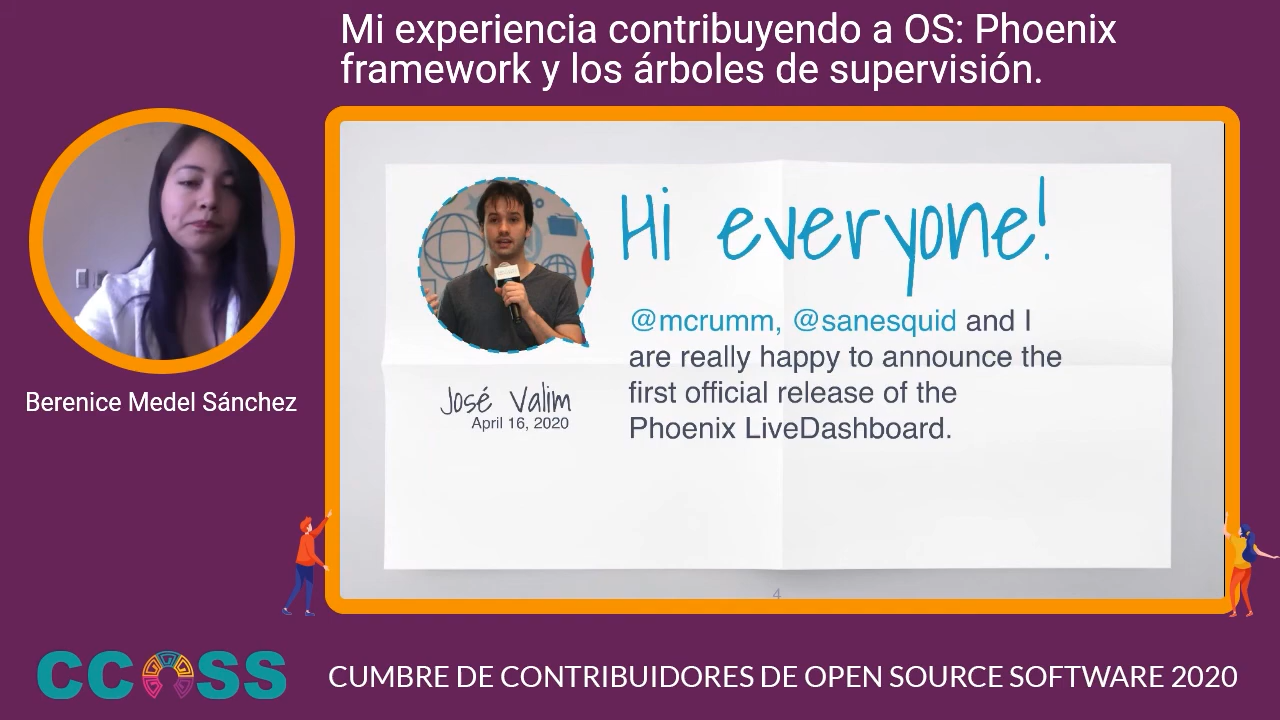 Mi experiencia contribuyendo a OS: Phoenix
framework y los árboles de supervisión.
Berenice Medel Sánchez
Hi everyone!
@mcrumm, @sanesquid and I
are really happy to announce the
first official release of the
Phoenix LiveDashboard.
José Valim
April 16, 2020
4
CCOSS
CUMBRE DE CONTRIBUIDORES DE OPEN SOURCE SOFTWARE 2020